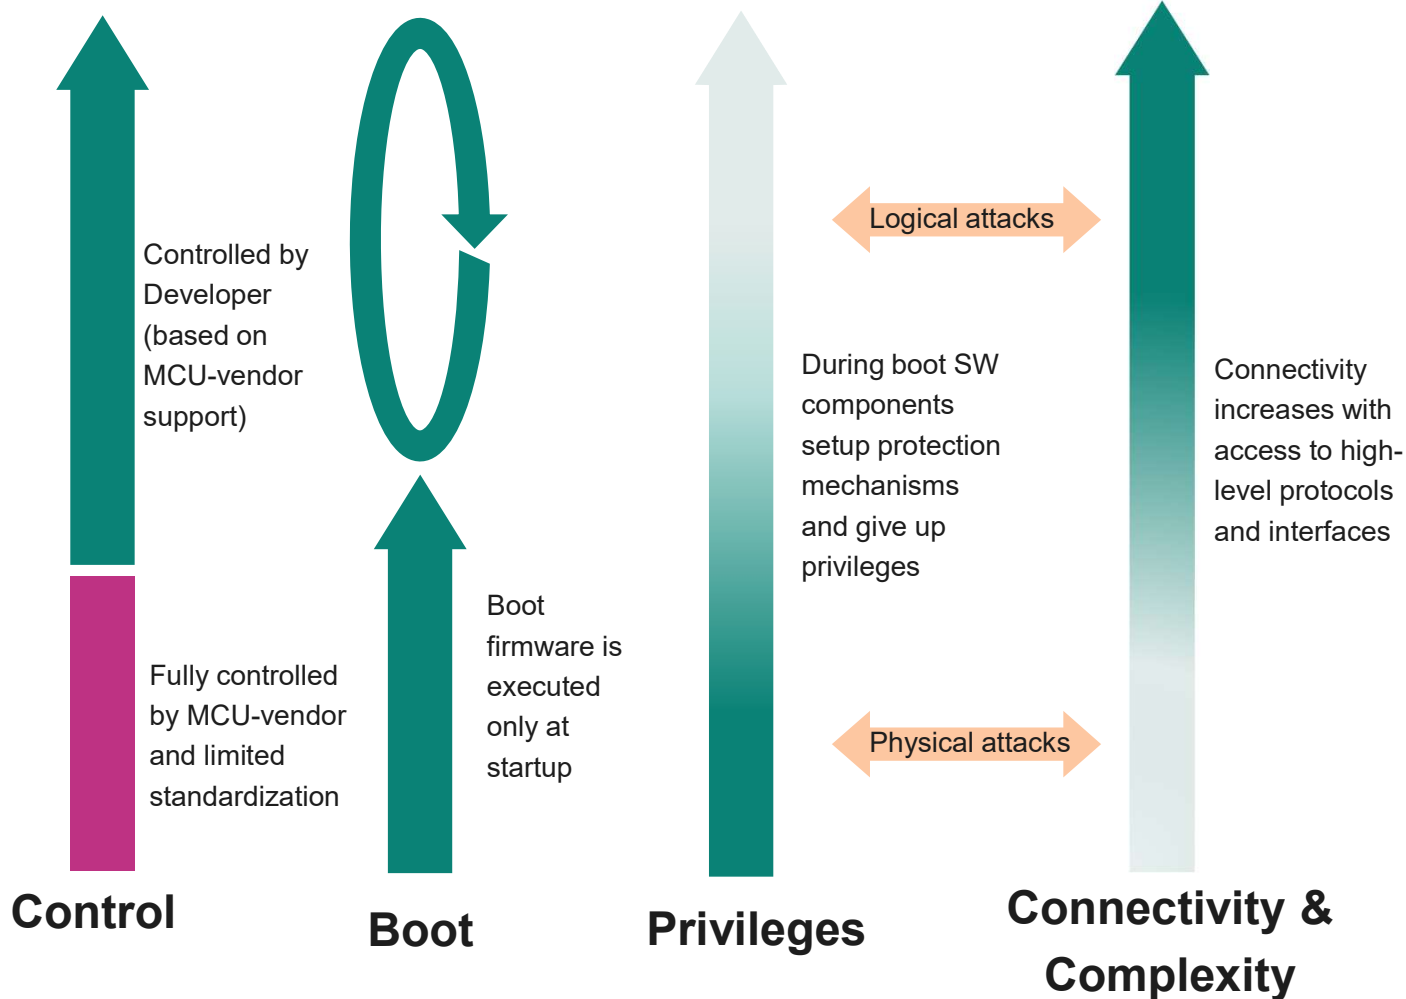 Controlled by
Developer
(based on
MCU-vendor
support)
Fully controlled
by MCU-vendor
and limited
standardization
Control
Boot
firmware is
executed
only at
startup
Boot
During boot SW
components
setup protection
mechanisms
and give up
privileges
Privileges
Logical attacks
Physical attacks
Connectivity
increases with
access to high-
level protocols
and interfaces
Connectivity &
Complexity